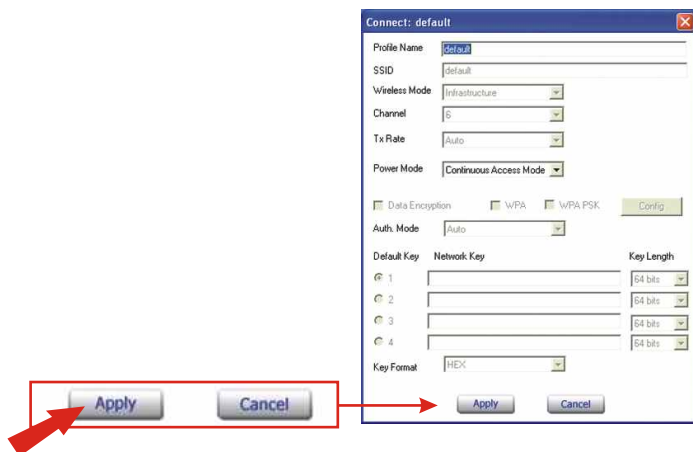 Connect: default
Profile Name default
SSID default
Wireless Mode Infrastructure
Channel 6
Tx Rate Auto
Power Mode Continuous Access Mode
Data Encryption WPA WPA PSK Config
Auth. Mode Auto
Default Key Network Key Key Length
1 64 bits
2 64 bits
3 64 bits
4 64 bits
Key Format HEX
Apply Cancel
Apply Cancel